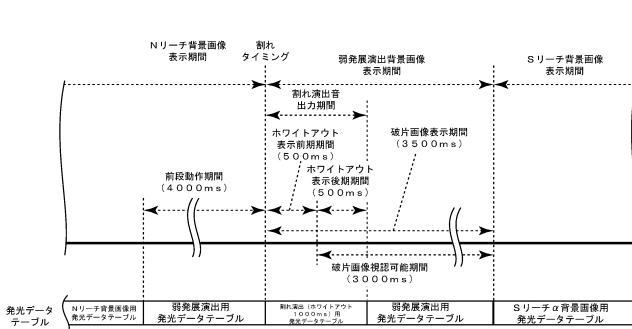 Nリーチ背景画像
表示期間
割れ
タイミング
弱発展演出背景画像
表示期間
Sリーチ背景画像
表示期間
割れ演出音
出力期間
ホワイトアウト
表示前期期間
(500ms)
破片画像表示期間
(3500ms)
ホワイトアウト
表示後期期間
(500ms)
前段動作期間
(4000ms)
破片画像視認可能期間
(3000ms)
発光データ
テーブル
Nリーチ背景画像用
発光データテーブル
弱発展演出用
発光データテーブル
割れ演出(ホワイトアウト
1000ms)用
発光データテーブル
弱発展演出用
発光データテーブル
Sリーチα背景画像用
発光データテーブル